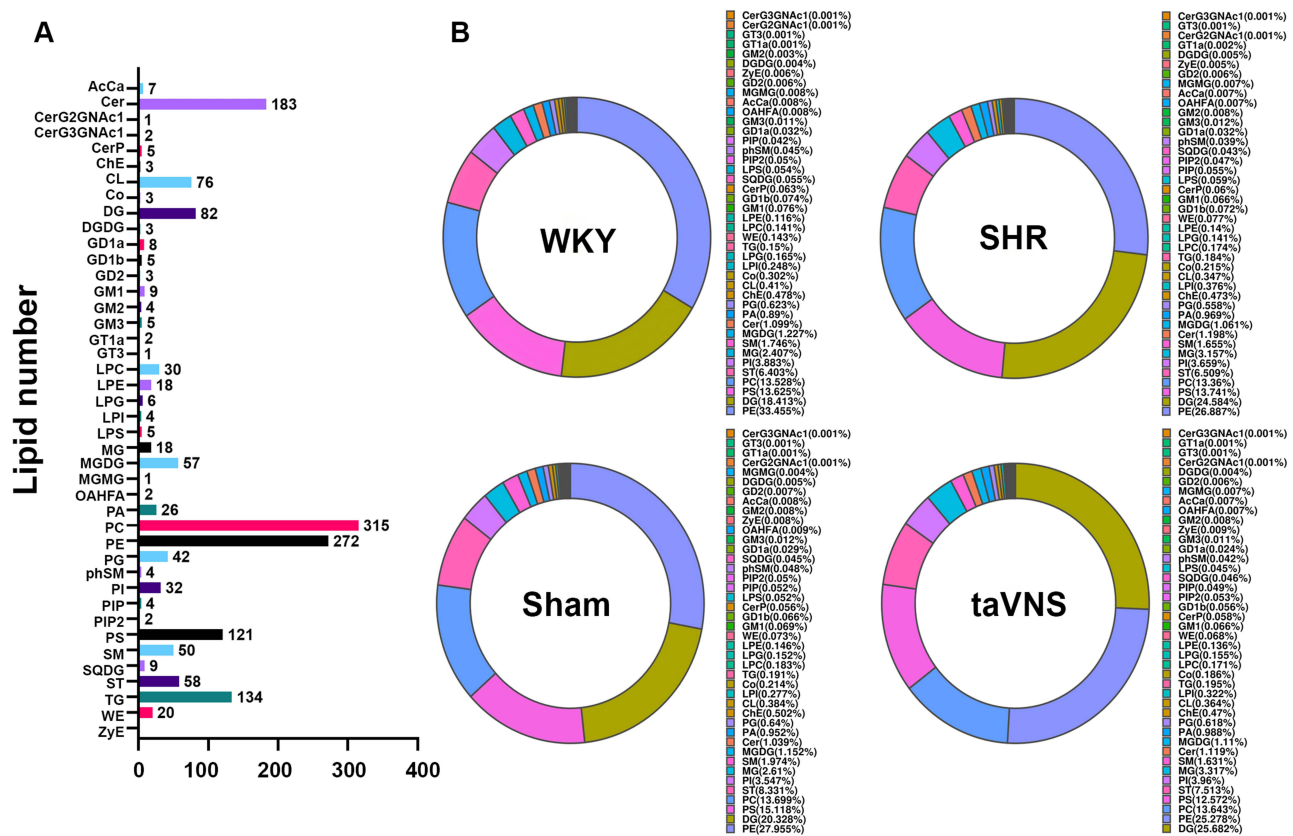 A
B
Lipid number
AcCa 7
Cer 183
CerG2GNAc1 1
CerG3GNAc1 2
CerP 5
ChE 3
CL 76
Co 3
DG 82
DGDG 3
GD1a 8
GD1b 5
GD2 3
GM1 9
GM2 4
GM3 5
GT1a 2
GT3 1
LPC 30
LPE 18
LPG 6
LPI 4
LPS 5
MG 18
MGDG 57
MGMG 1
OAHFA 2
PA 26
PC 315
PE 272
PG 42
phSM 4
PI 32
PIP 4
PIP2 2
PS 121
SM 50
SQDG 9
ST 58
TG 134
WE 20
ZyE
0 100 200 300 400
WKY
CerG3GNAc1(0.001%)
CerG2GNAc1(0.001%)
GT3(0.001%)
GT1a(0.001%)
GM2(0.003%)
DGDG(0.004%)
ZyE(0.006%)
GD2(0.006%)
MGMG(0.008%)
AcCa(0.008%)
OAHFA(0.008%)
GM3(0.011%)
GD1a(0.032%)
PIP(0.042%)
phSM(0.045%)
PIP2(0.05%)
LPS(0.054%)
SQDG(0.055%)
CerP(0.063%)
GD1b(0.074%)
GM1(0.076%)
LPE(0.116%)
LPC(0.141%)
WE(0.143%)
TG(0.15%)
LPG(0.165%)
LPI(0.248%)
Co(0.302%)
CL(0.41%)
ChE(0.478%)
PG(0.623%)
PA(0.89%)
Cer(1.099%)
MGDG(1.227%)
SM(1.746%)
MG(2.407%)
PI(3.883%)
ST(6.403%)
PC(13.528%)
PS(13.625%)
DG(18.413%)
PE(33.455%)
SHR
CerG3GNAc1(0.001%)
GT3(0.001%)
CerG2GNAc1(0.001%)
GT1a(0.002%)
DGDG(0.005%)
ZyE(0.005%)
GD2(0.006%)
MGMG(0.007%)
AcCa(0.007%)
OAHFA(0.007%)
GM2(0.008%)
GM3(0.012%)
GD1a(0.032%)
phSM(0.039%)
SQDG(0.043%)
PIP2(0.047%)
PIP(0.055%)
LPS(0.059%)
CerP(0.06%)
GM1(0.066%)
GD1b(0.072%)
WE(0.077%)
LPE(0.14%)
LPG(0.141%)
LPC(0.174%)
TG(0.184%)
Co(0.215%)
CL(0.347%)
LPI(0.376%)
ChE(0.473%)
PG(0.558%)
PA(0.969%)
MGDG(1.061%)
Cer(1.198%)
SM(1.655%)
MG(3.157%)
PI(3.659%)
ST(6.509%)
PC(13.36%)
PS(13.741%)
DG(24.584%)
PE(26.887%)
Sham
CerG3GNAc1(0.001%)
GT3(0.001%)
GT1a(0.001%)
CerG2GNAc1(0.001%)
MGMG(0.004%)
DGDG(0.005%)
GD2(0.007%)
AcCa(0.008%)
GM2(0.008%)
ZyE(0.008%)
OAHFA(0.009%)
GM3(0.012%)
GD1a(0.029%)
SQDG(0.045%)
phSM(0.048%)
PIP2(0.05%)
PIP(0.052%)
LPS(0.052%)
CerP(0.056%)
GD1b(0.066%)
GM1(0.069%)
WE(0.073%)
LPE(0.146%)
LPG(0.152%)
LPC(0.183%)
TG(0.191%)
Co(0.214%)
LPI(0.277%)
CL(0.384%)
ChE(0.502%)
PG(0.64%)
PA(0.952%)
Cer(1.039%)
MGDG(1.152%)
SM(1.974%)
MG(2.61%)
PI(3.547%)
ST(8.331%)
PC(13.699%)
PS(15.118%)
DG(20.328%)
PE(27.955%)
taVNS
CerG3GNAc1(0.001%)
GT1a(0.001%)
GT3(0.001%)
CerG2GNAc1(0.001%)
DGDG(0.004%)
GD2(0.006%)
MGMG(0.007%)
AcCa(0.007%)
OAHFA(0.007%)
GM2(0.008%)
ZyE(0.009%)
GM3(0.011%)
GD1a(0.024%)
phSM(0.042%)
LPS(0.045%)
SQDG(0.046%)
PIP(0.049%)
PIP2(0.053%)
GD1b(0.056%)
CerP(0.058%)
GM1(0.066%)
WE(0.068%)
LPE(0.136%)
LPG(0.155%)
LPC(0.171%)
Co(0.186%)
TG(0.195%)
LPI(0.322%)
CL(0.364%)
ChE(0.47%)
PG(0.618%)
PA(0.988%)
MGDG(1.11%)
Cer(1.119%)
SM(1.631%)
MG(3.317%)
PI(3.96%)
ST(7.513%)
PS(12.572%)
PC(13.643%)
PE(25.278%)
DG(25.682%)